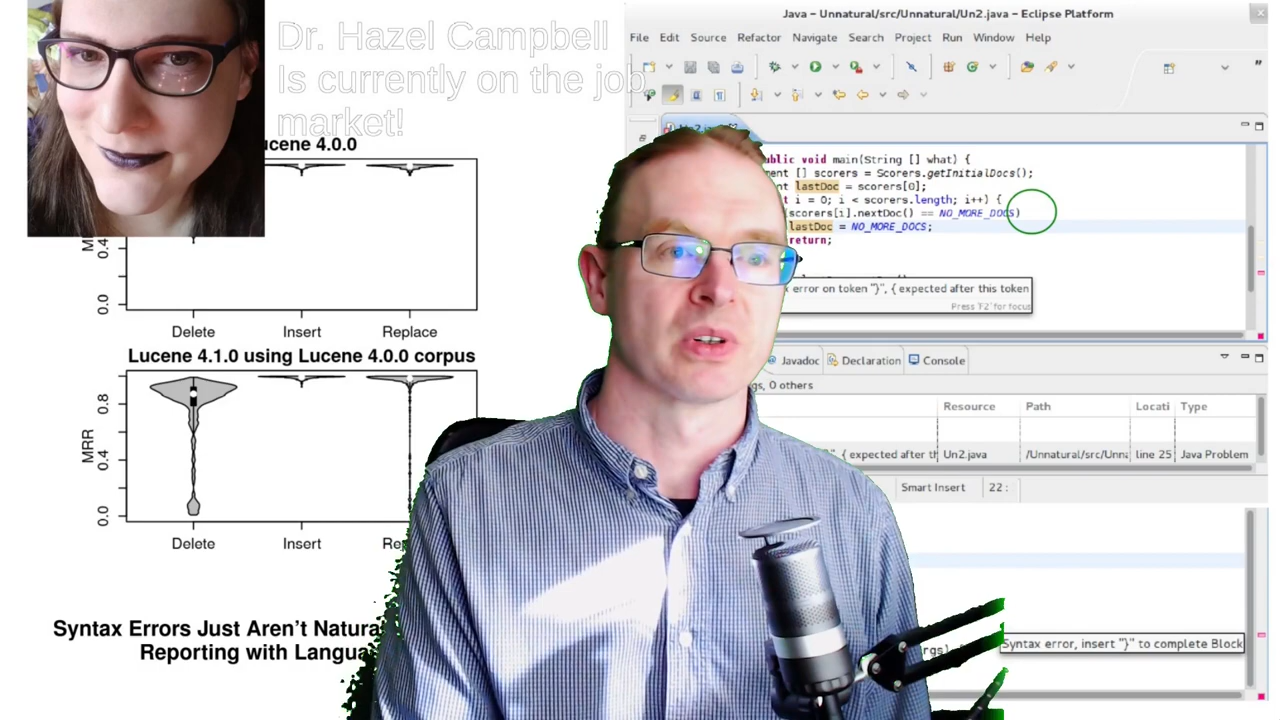 Dr. Hazel Campbell
Is currently on the job
market!
ucene 4.0.0
0.4
0.0
Delete
Insert
Replace
Lucene 4.1.0 using Lucene 4.0.0 corpus
MRR
0.8
0.4
0.0
Delete
Insert
Syntax Errors Just Aren't Natura
Reporting with Langua
Java – Unnatural/src/Unnatural/Un2.java – Eclipse Platform
File Edit Source Refactor Navigate Search Project Run Window Help
ublic void main(String [] what) {
ment [] scorers = Scorers.getInitialDocs();
nt lastDoc = scorers[0];
t i = 0; i < scorers.length; i++) {
(scorers[i].nextDoc() == NO_MORE_DOCS)
lastDoc = NO_MORE_DOCS;
return;
x error on token "}", { expected after this token
Press 'F2' for focus
@ Javadoc Declaration Console
gs, 0 others
Resource Path Locati Type
", { expected after th Un2.java /Unnatural/src/Unna line 25 Java Problem
Smart Insert 22 :
Syntax error, insert "}" to complete Block